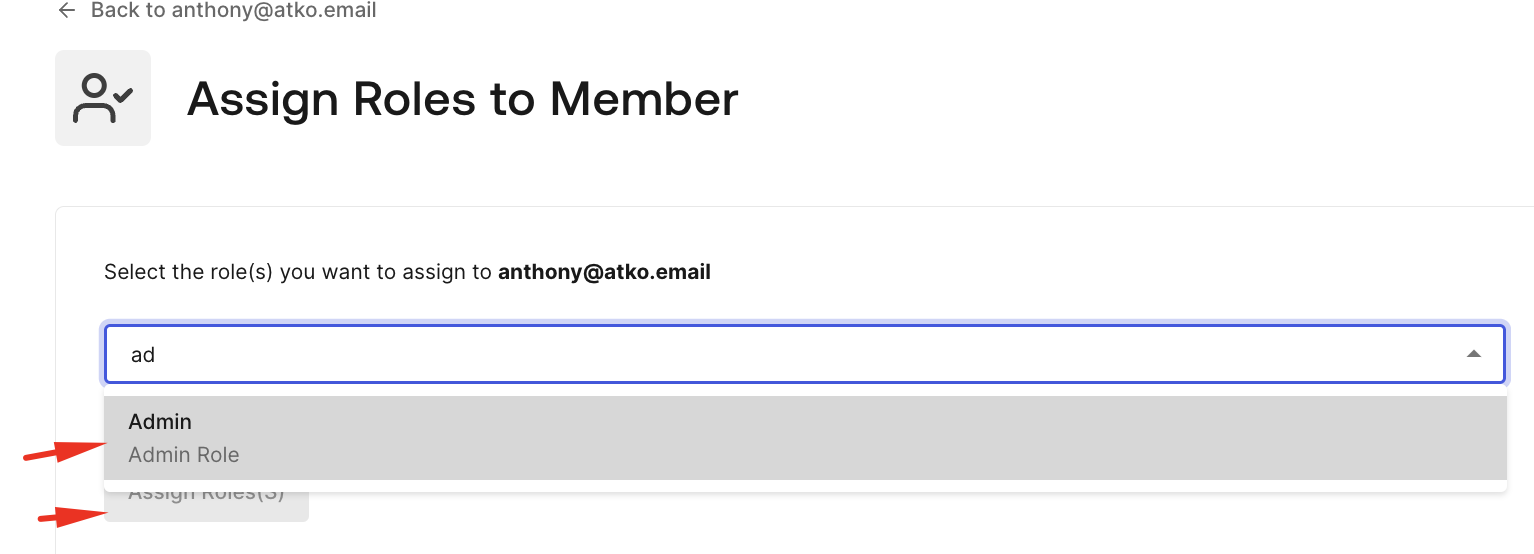 Back to anthony@atko.email
Assign Roles to Member
Select the role(s) you want to assign to anthony@atko.email
ad
Admin
Admin Role
Assign Roles(S)